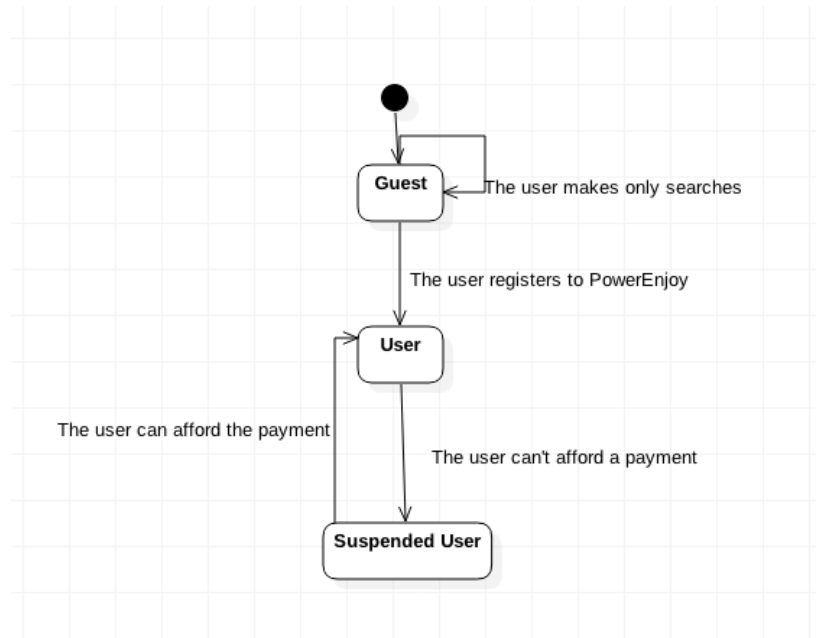 Guest
The user makes only searches
The user registers to PowerEnjoy
User
The user can afford the payment
The user can't afford a payment
Suspended User